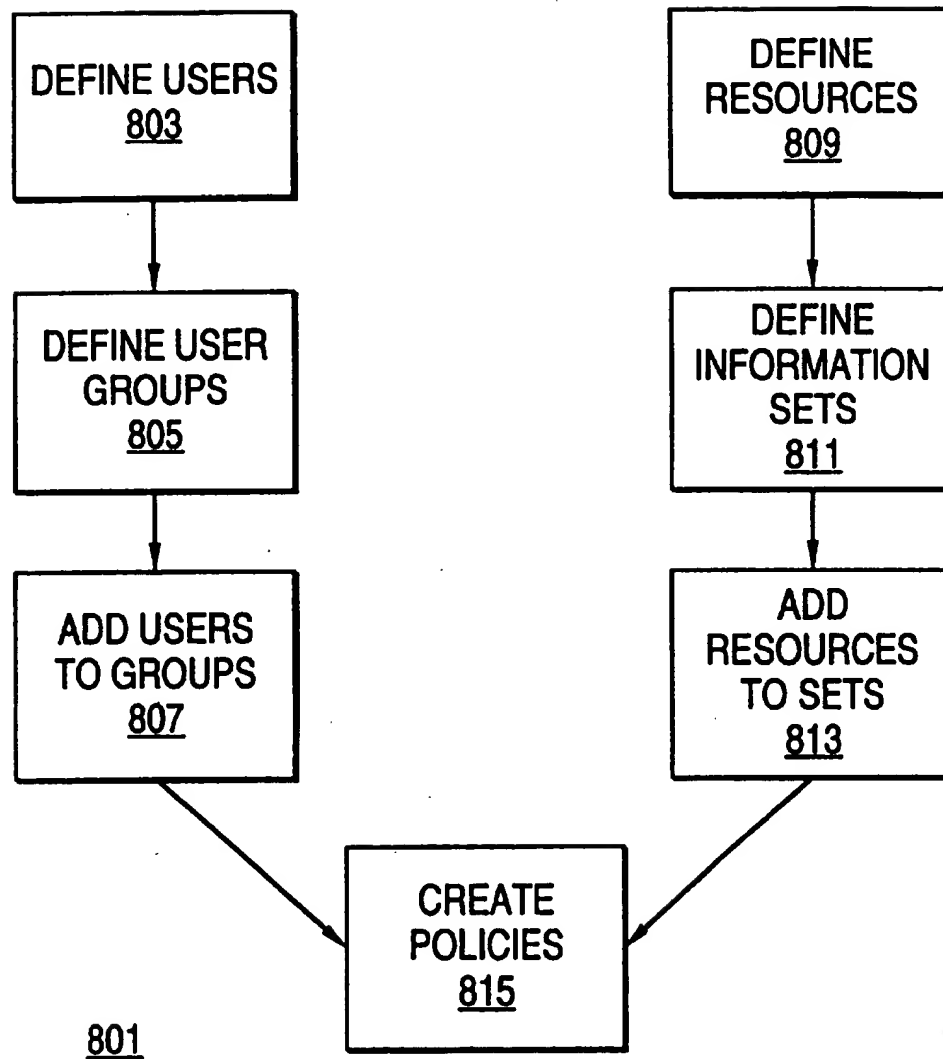 DEFINE USERS
803
DEFINE USER
GROUPS
805
ADD USERS
TO GROUPS
807
DEFINE
RESOURCES
809
DEFINE
INFORMATION
SETS
811
ADD
RESOURCES
TO SETS
813
CREATE
POLICIES
815
801